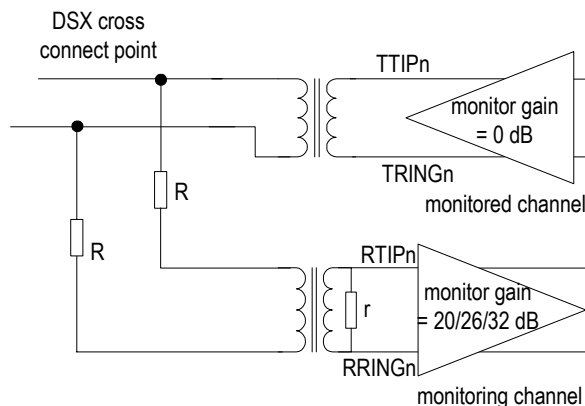 DSX cross
connect point
TTIPn
monitor gain
= 0 dB
TRINGn
monitored channel
R
R
RTIPn
monitor gain
= 20/26/32 dB
r
RRINGn
monitoring channel